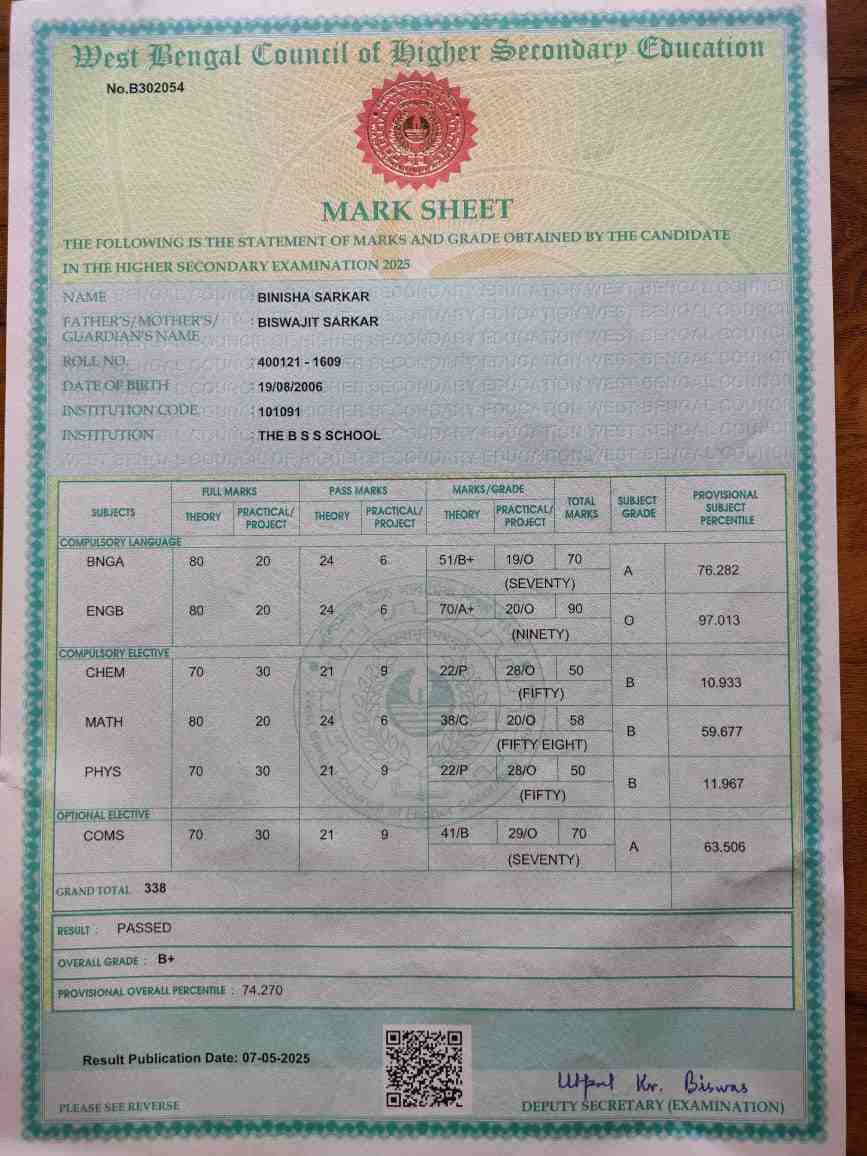 West Bengal Council of Higher Secondary Education
No.B302054
MARK SHEET
THE FOLLOWING IS THE STATEMENT OF MARKS AND GRADE OBTAINED BY THE CANDIDATE
IN THE HIGHER SECONDARY EXAMINATION 2025
NAME : BINISHA SARKAR
FATHER'S/MOTHER'S/ : BISWAJIT SARKAR
GUARDIAN'S NAME
ROLL NO. : 400121 - 1609
DATE OF BIRTH : 19/08/2006
INSTITUTION CODE : 101091
INSTITUTION : THE B S S SCHOOL
SUBJECTS FULL MARKS PASS MARKS MARKS/GRADE TOTAL MARKS SUBJECT GRADE PROVISIONAL SUBJECT PERCENTILE
THEORY PRACTICAL/PROJECT THEORY PRACTICAL/PROJECT THEORY PRACTICAL/PROJECT
COMPULSORY LANGUAGE
BNGA 80 20 24 6 51/B+ 19/O 70 A 76.282
(SEVENTY)
ENGB 80 20 24 6 70/A+ 20/O 90 O 97.013
(NINETY)
COMPULSORY ELECTIVE
CHEM 70 30 21 9 22/P 28/O 50 B 10.933
(FIFTY)
MATH 80 20 24 6 38/C 20/O 58 B 59.677
(FIFTY EIGHT)
PHYS 70 30 21 9 22/P 28/O 50 B 11.967
(FIFTY)
OPTIONAL ELECTIVE
COMS 70 30 21 9 41/B 29/O 70 A 63.506
(SEVENTY)
GRAND TOTAL 338
RESULT : PASSED
OVERALL GRADE : B+
PROVISIONAL OVERALL PERCENTILE : 74.270
Result Publication Date: 07-05-2025
Utpal Kr. Biswas
PLEASE SEE REVERSE
DEPUTY SECRETARY (EXAMINATION)